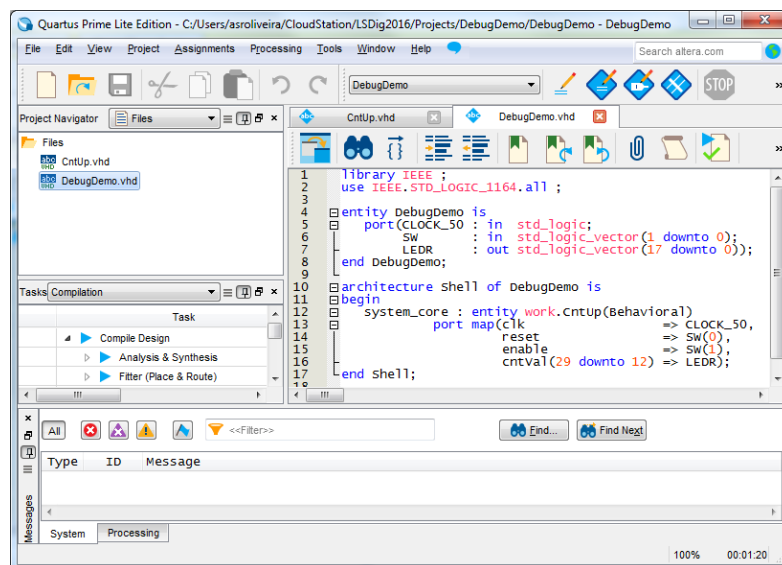 Quartus Prime Lite Edition - C:/Users/asroliveira/CloudStation/LSDig2016/Projects/DebugDemo/DebugDemo - DebugDemo
File Edit View Project Assignments Processing Tools Window Help
Search altera.com
DebugDemo
STOP
Project Navigator Files
Files
CntUp.vhd
DebugDemo.vhd
Tasks Compilation
Task
Compile Design
Analysis & Synthesis
Fitter (Place & Route)
CntUp.vhd DebugDemo.vhd
1 library IEEE ;
2 use IEEE.STD_LOGIC_1164.all ;
3
4 entity DebugDemo is
5 port(CLOCK_50 : in std_logic;
6 SW : in std_logic_vector(1 downto 0);
7 LEDR : out std_logic_vector(17 downto 0));
8 end DebugDemo;
9
10 architecture Shell of DebugDemo is
11 begin
12 system_core : entity work.CntUp(Behavioral)
13 port map(clk => CLOCK_50,
14 reset => SW(0),
15 enable => SW(1),
16 cntVal(29 downto 12) => LEDR);
17 end Shell;
18
All <<Filter>> Find... Find Next
Type ID Message
Messages
System Processing
100% 00:01:20